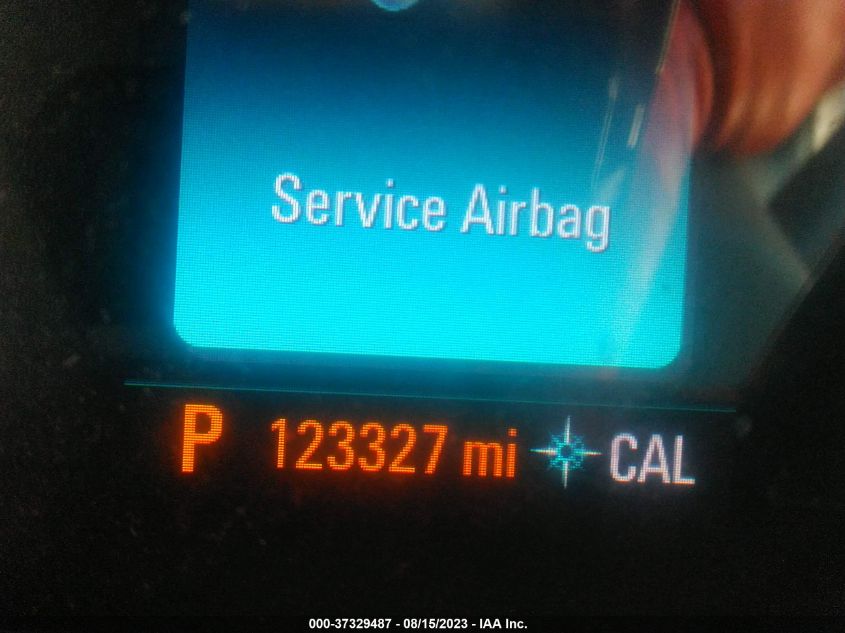 Service Airbag
P 123327 mi CAL
000-37329487 - 08/15/2023 - IAA Inc.